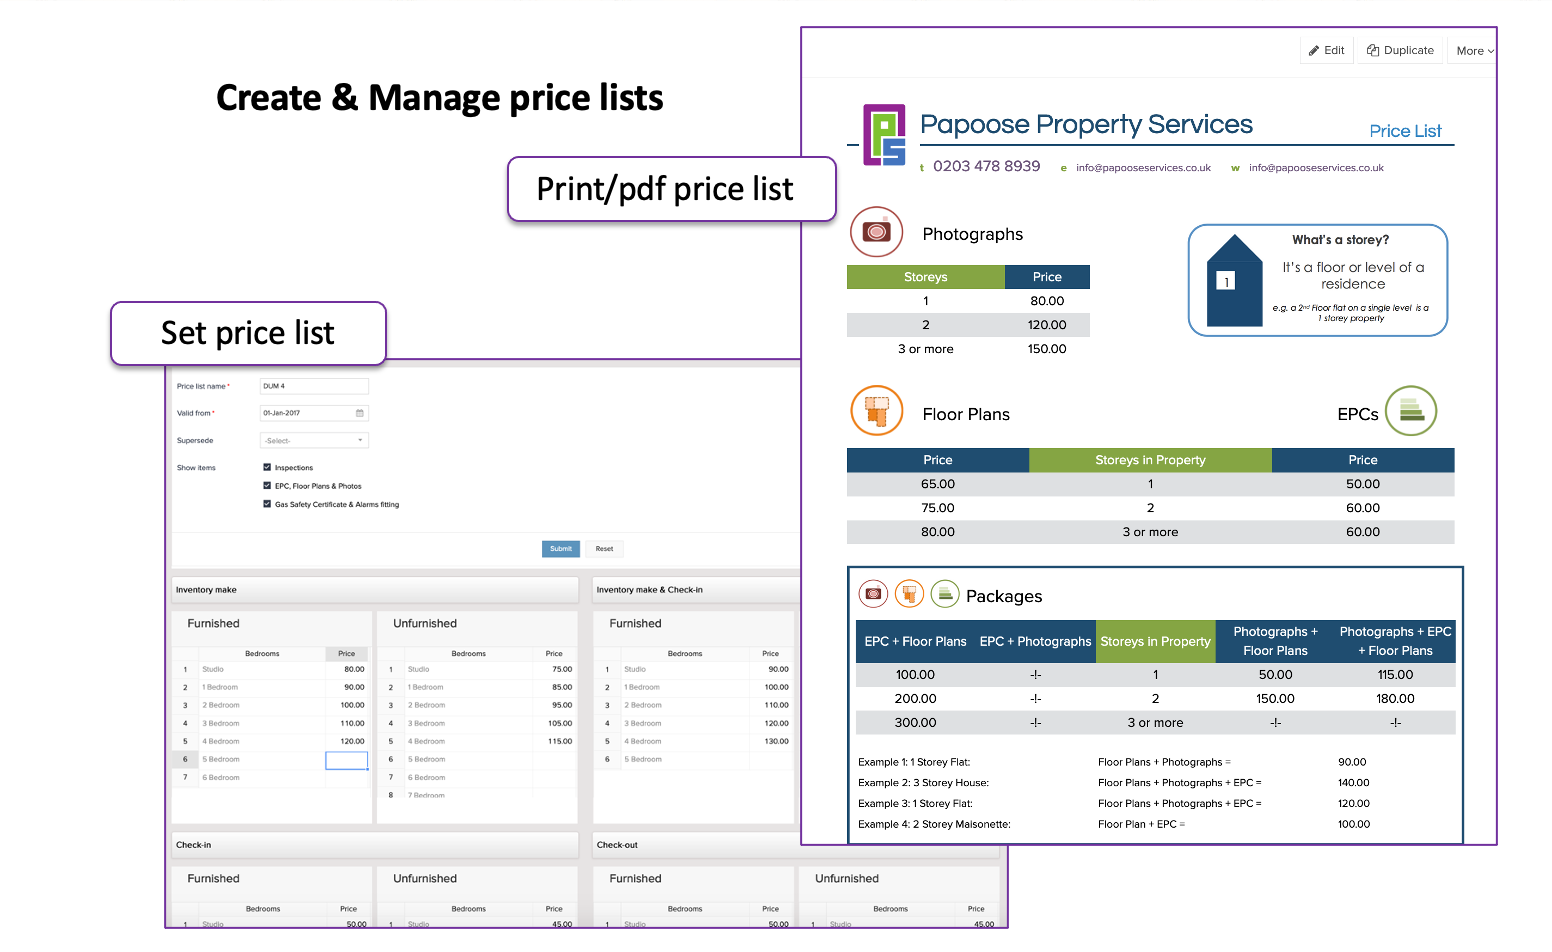 Create & Manage price lists
Print/pdf price list
Set price list
Price list name *
DUM 4
Valid from *
01-Jan-2017
Supersede
-Select-
Show items
Inspections
EPC, Floor Plans & Photos
Gas Safety Certificate & Alarms fitting
Submit Reset
Inventory make
Furnished
Bedrooms Price
1 Studio 80.00
2 1 Bedroom 90.00
3 2 Bedroom 100.00
4 3 Bedroom 110.00
5 4 Bedroom 120.00
6 5 Bedroom
7 6 Bedroom
Unfurnished
Bedrooms Price
1 Studio 75.00
2 1 Bedroom 85.00
3 2 Bedroom 95.00
4 3 Bedroom 105.00
5 4 Bedroom 115.00
6 5 Bedroom
7 6 Bedroom
8 7 Bedroom
Inventory make & Check-in
Furnished
Bedrooms Price
1 Studio 90.00
2 1 Bedroom 100.00
3 2 Bedroom 110.00
4 3 Bedroom 120.00
5 4 Bedroom 130.00
6 5 Bedroom
Check-in
Furnished
Bedrooms Price
1 Studio 50.00
Unfurnished
Bedrooms Price
1 Studio 45.00
Check-out
Furnished
Bedrooms Price
1 Studio 50.00
Unfurnished
Bedrooms Price
1 Studio 45.00
Edit Duplicate More
PS
Papoose Property Services
Price List
t 0203 478 8939 e info@papooseservices.co.uk w info@papooseservices.co.uk
Photographs
Storeys Price
1 80.00
2 120.00
3 or more 150.00
1
What's a storey?
It's a floor or level of a
residence
e.g. a 2nd Floor flat on a single level is a
1 storey property
Floor Plans
EPCs
Price Storeys in Property Price
65.00 1 50.00
75.00 2 60.00
80.00 3 or more 60.00
Packages
EPC + Floor Plans EPC + Photographs Storeys in Property Photographs + Floor Plans Photographs + EPC + Floor Plans
100.00 -!- 1 50.00 115.00
200.00 -!- 2 150.00 180.00
300.00 -!- 3 or more -!- -!-
Example 1: 1 Storey Flat: Floor Plans + Photographs = 90.00
Example 2: 3 Storey House: Floor Plans + Photographs + EPC = 140.00
Example 3: 1 Storey Flat: Floor Plans + Photographs + EPC = 120.00
Example 4: 2 Storey Maisonette: Floor Plan + EPC = 100.00